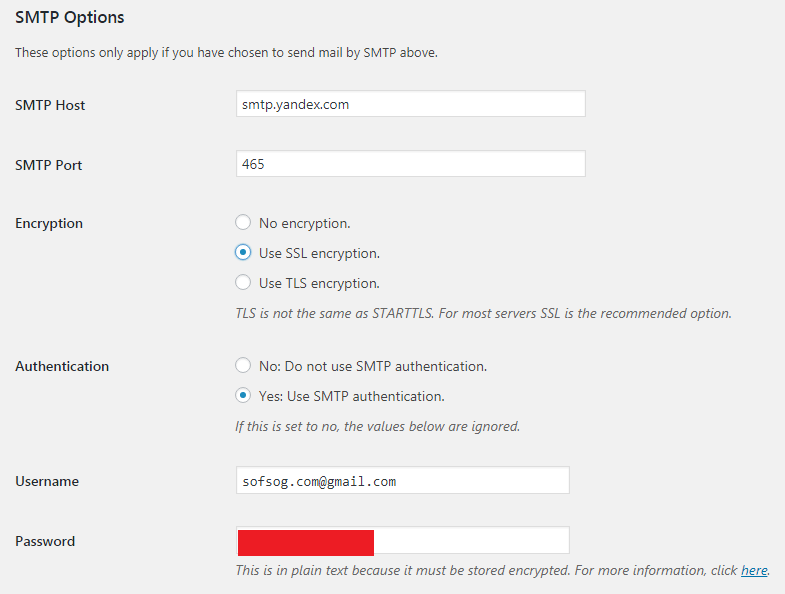 SMTP Options
These options only apply if you have chosen to send mail by SMTP above.
SMTP Host
smtp.yandex.com
SMTP Port
465
Encryption
No encryption.
Use SSL encryption.
Use TLS encryption.
TLS is not the same as STARTTLS. For most servers SSL is the recommended option.
Authentication
No: Do not use SMTP authentication.
Yes: Use SMTP authentication.
If this is set to no, the values below are ignored.
Username
sofsog.com@gmail.com
Password
This is in plain text because it must be stored encrypted. For more information, click here.